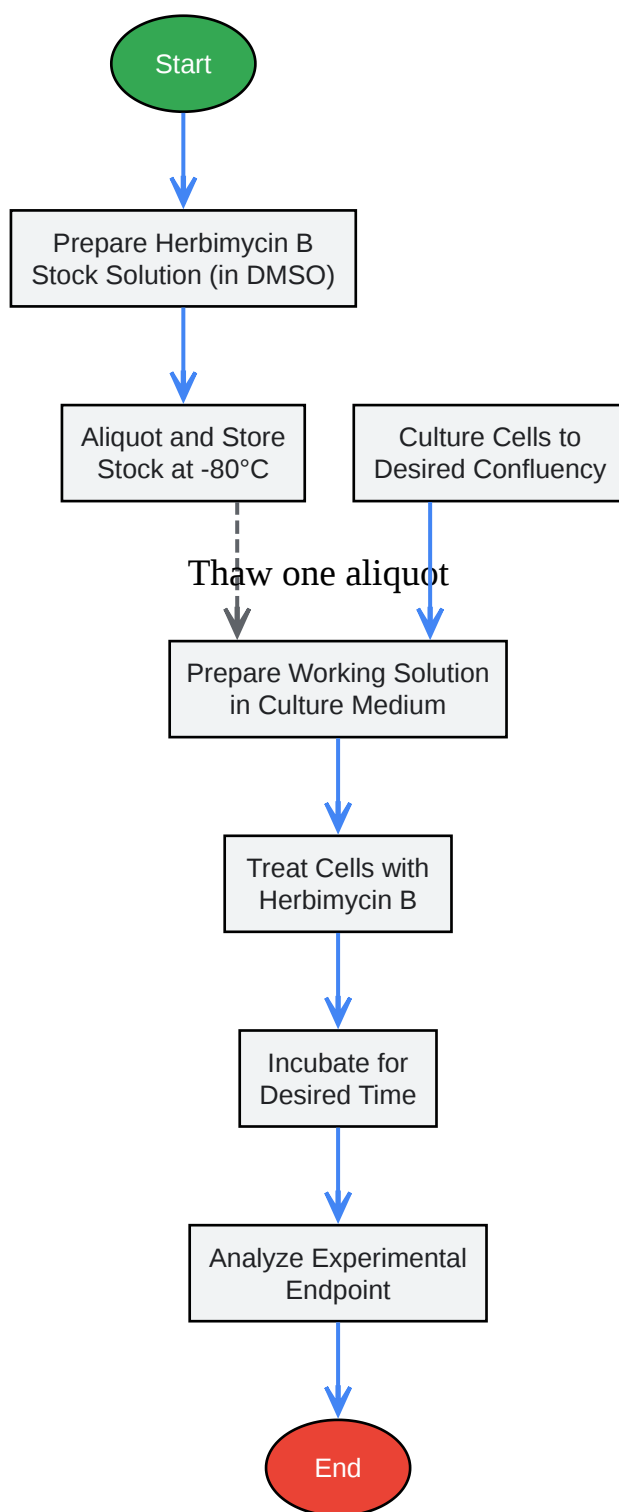 Start
Prepare Herbimycin B
Stock Solution (in DMSO)
Aliquot and Store
Stock at -80°C
Culture Cells to
Desired Confluency
Thaw one aliquot
Prepare Working Solution
in Culture Medium
Treat Cells with
Herbimycin B
Incubate for
Desired Time
Analyze Experimental
Endpoint
End